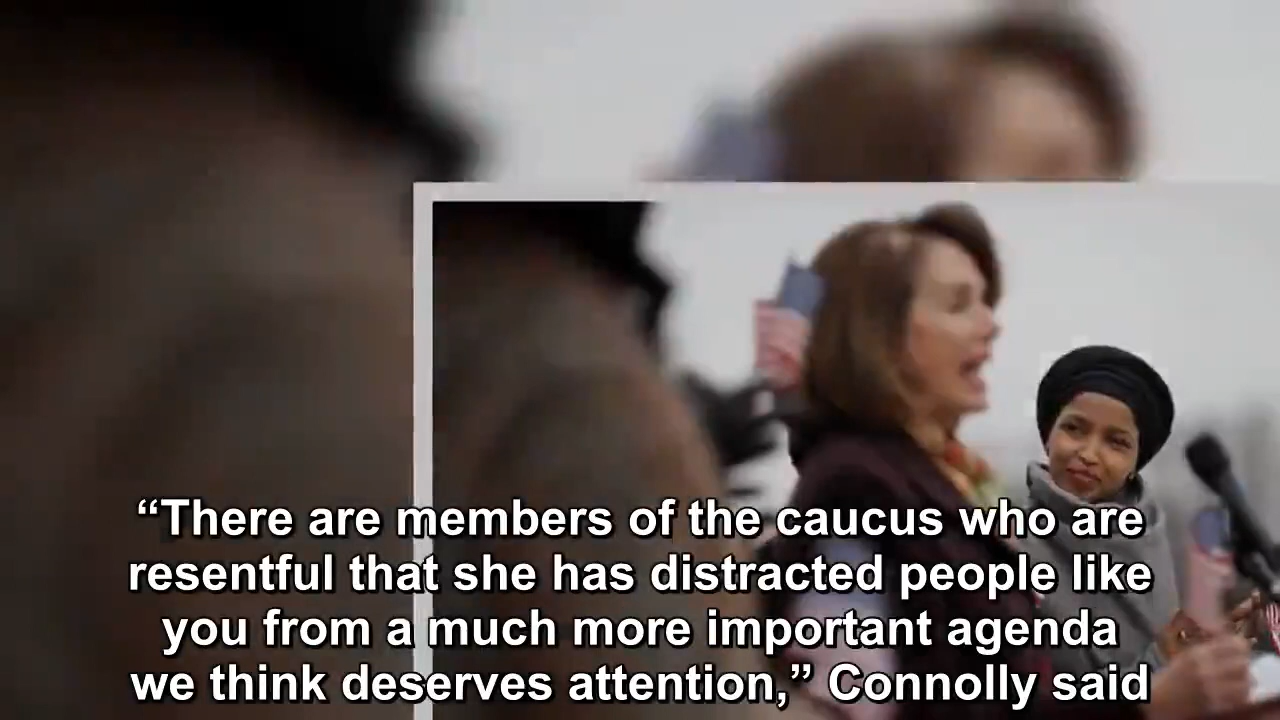 “There are members of the caucus who are
resentful that she has distracted people like
you from a much more important agenda
we think deserves attention,” Connolly said